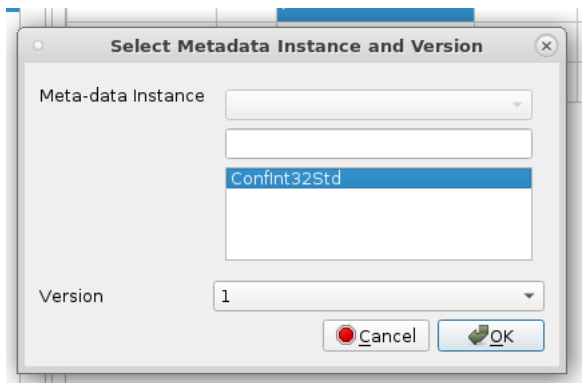 Select Metadata Instance and Version
Meta-data Instance
ConfInt32Std
Version
1
Cancel
OK